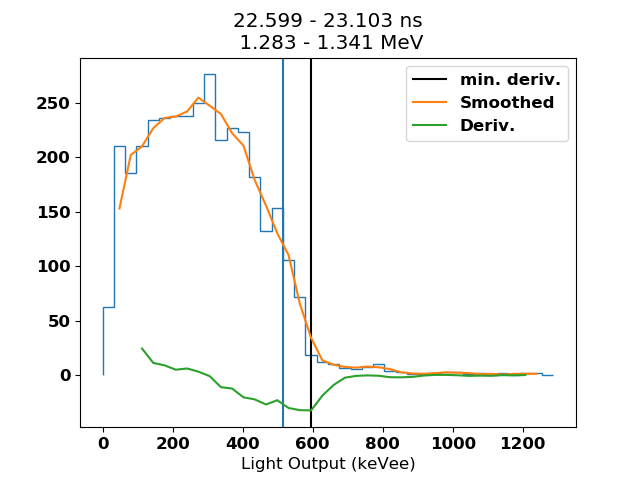 22.599 - 23.103 ns
1.283 - 1.341 MeV
min. deriv.
Smoothed
Deriv.
250
200
150
100
50
0
0 200 400 600 800 1000 1200
Light Output (keVee)